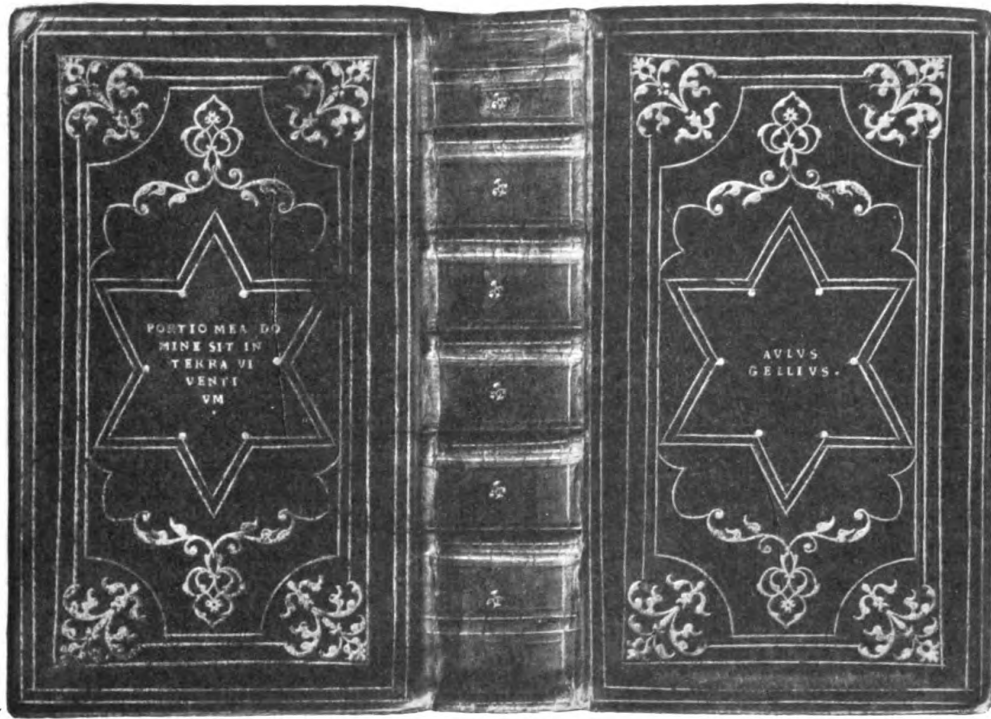 PORTIO MEA DO
MINE SIT IN
TERRA VI
VENTI
VM
.
AVLVS
GELLIVS.